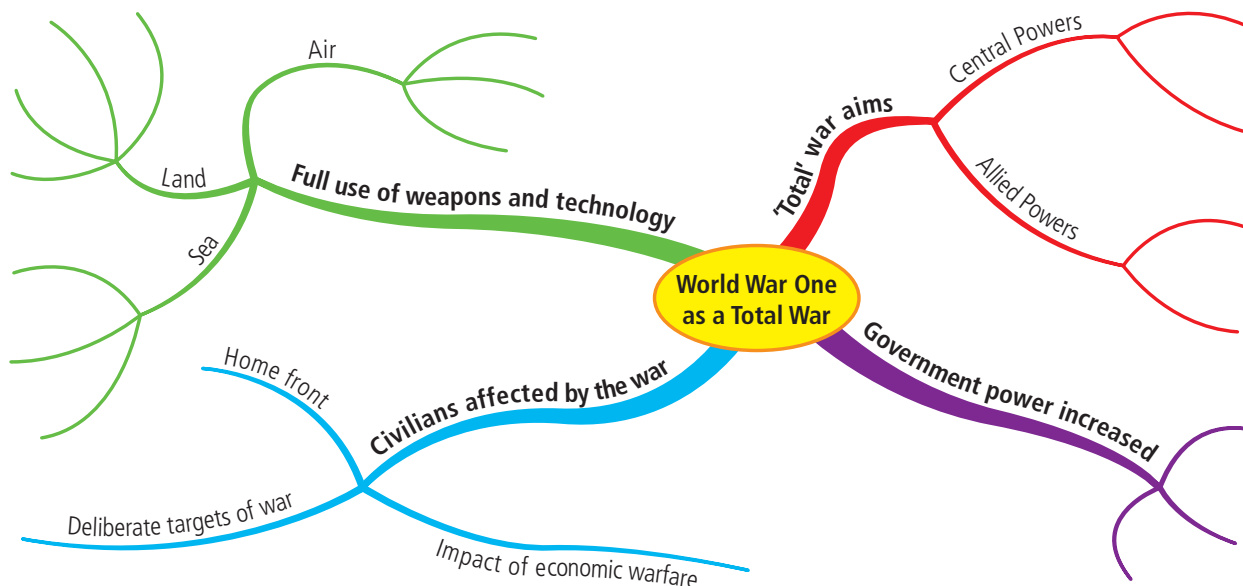 World War One
as a Total War
Full use of weapons and technology
Air
Land
Sea
'Total' war aims
Central Powers
Allied Powers
Government power increased
Civilians affected by the war
Home front
Deliberate targets of war
Impact of economic warfare